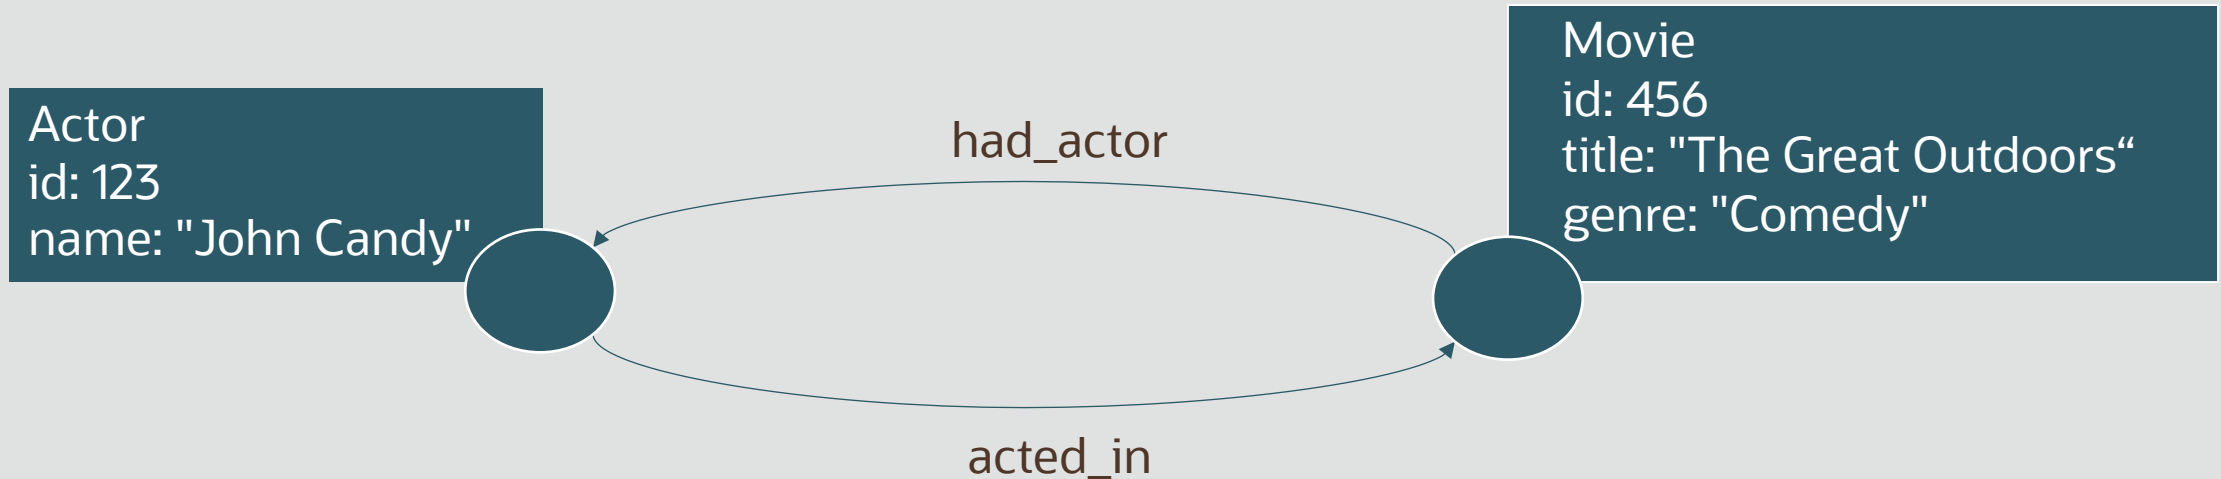 Actor
id: 123
name: "John Candy"
had_actor
acted_in
Movie
id: 456
title: "The Great Outdoors“
genre: "Comedy"